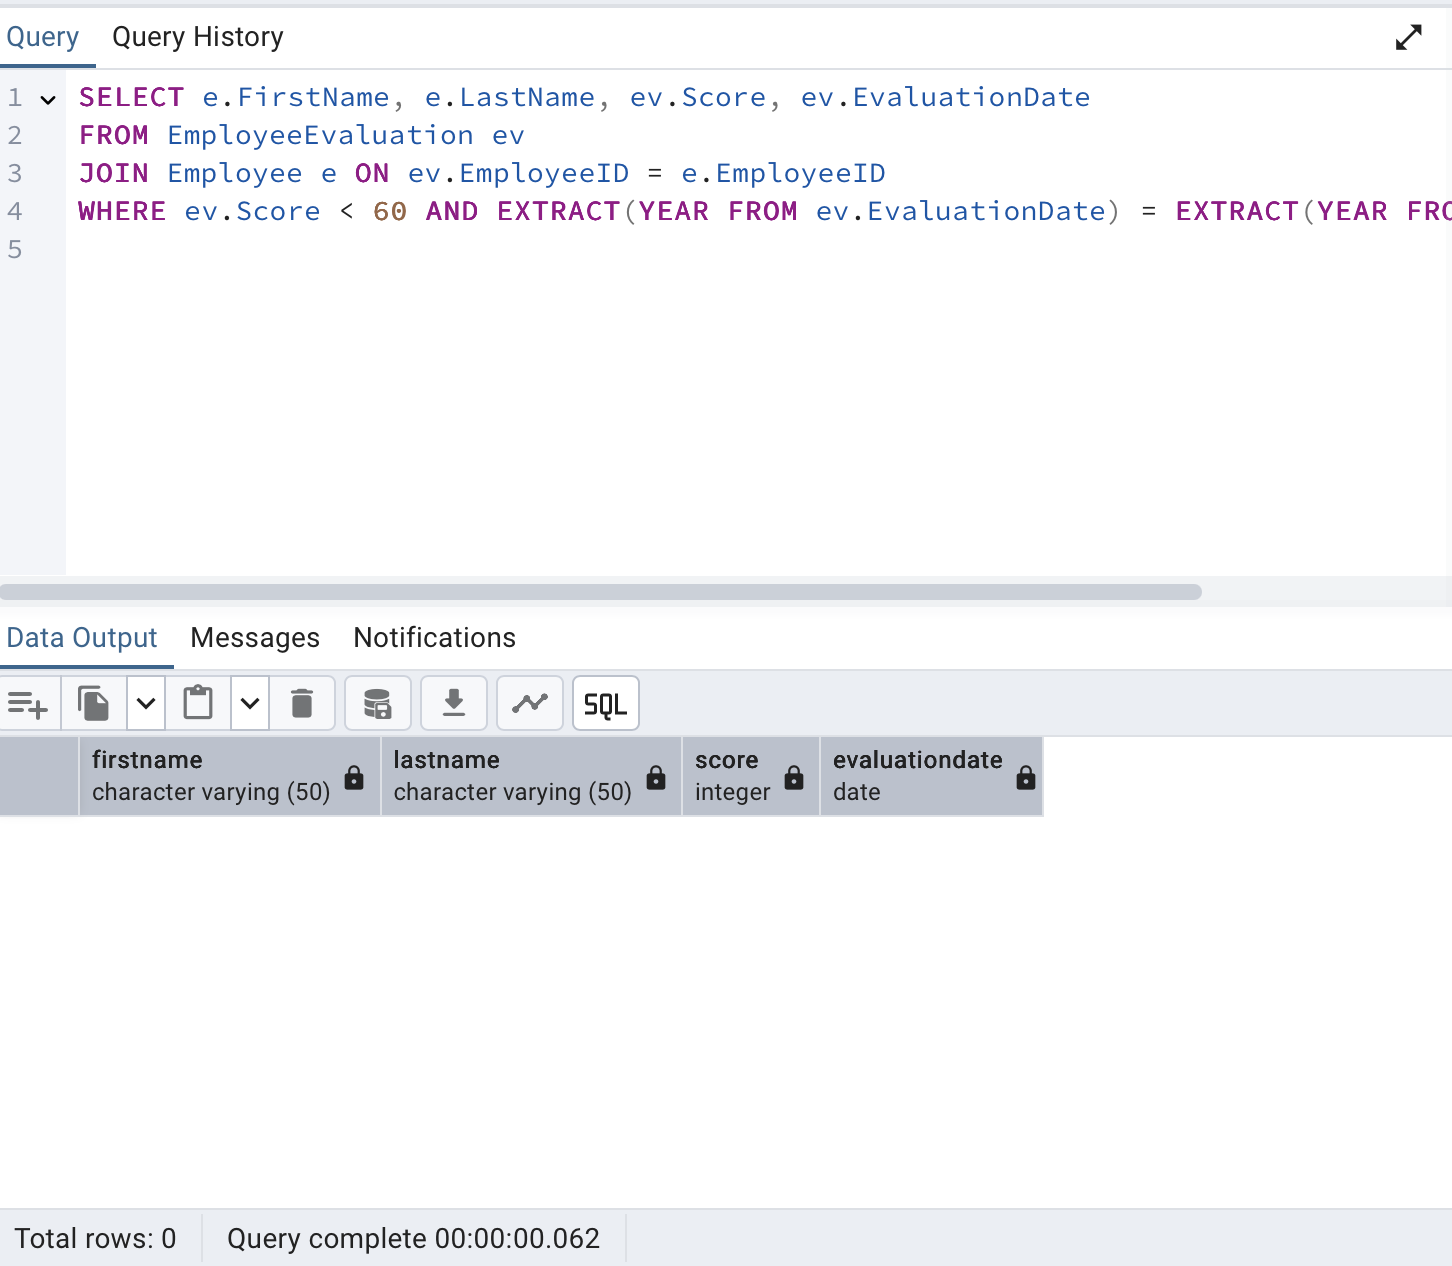 Query Query History
1 SELECT e.FirstName, e.LastName, ev.Score, ev.EvaluationDate
2 FROM EmployeeEvaluation ev
3 JOIN Employee e ON ev.EmployeeID = e.EmployeeID
4 WHERE ev.Score < 60 AND EXTRACT(YEAR FROM ev.EvaluationDate) = EXTRACT(YEAR FRO
5
Data Output Messages Notifications
SQL
firstname lastname score evaluationdate
character varying (50) character varying (50) integer date
Total rows: 0 Query complete 00:00:00.062